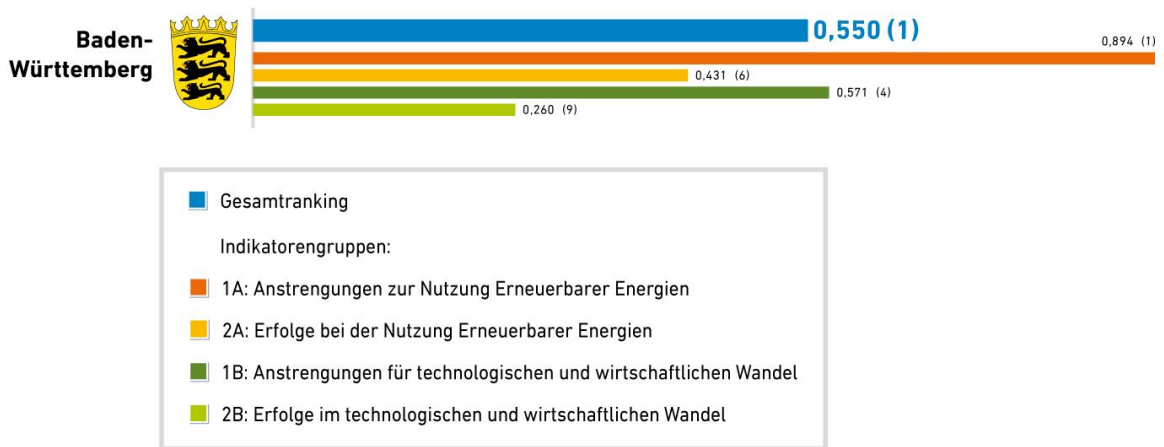 Baden-
Württemberg
0,550 (1)
0,894 (1)
0,431 (6)
0,571 (4)
0,260 (9)
Gesamtranking
Indikatorengruppen:
1A: Anstrengungen zur Nutzung Erneuerbarer Energien
2A: Erfolge bei der Nutzung Erneuerbarer Energien
1B: Anstrengungen für technologischen und wirtschaftlichen Wandel
2B: Erfolge im technologischen und wirtschaftlichen Wandel